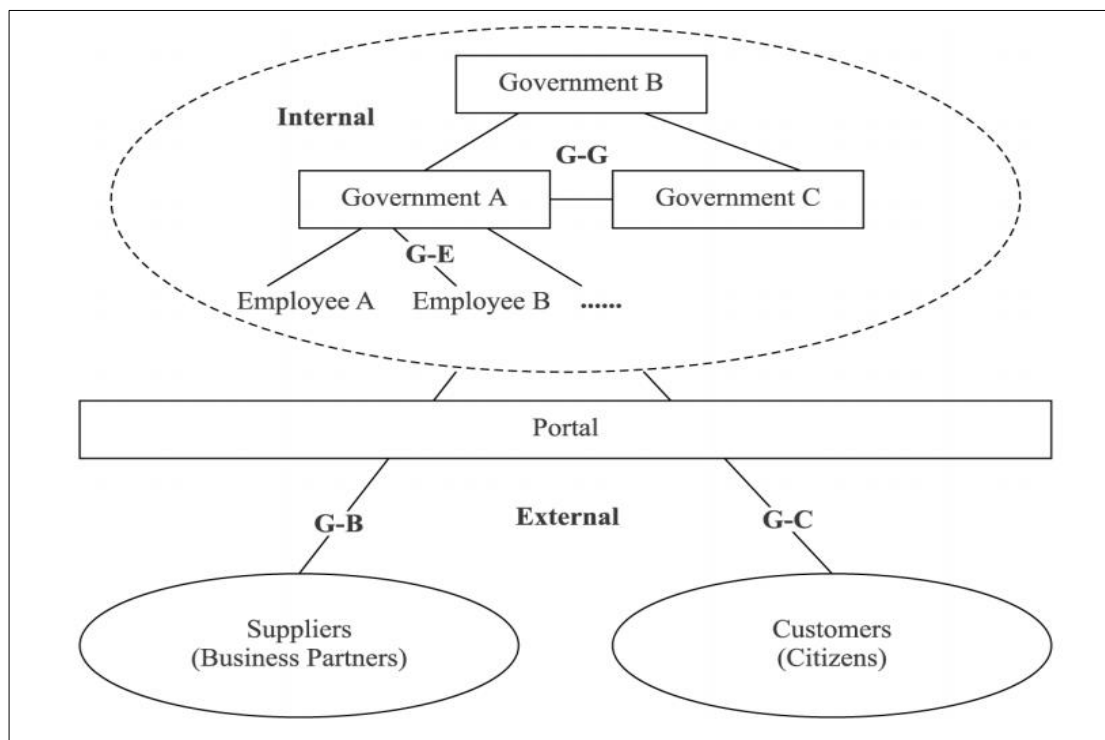 Government B
Internal
G-G
Government A
Government C
G-E
Employee A
Employee B
......
Portal
G-B
External
G-C
Suppliers
(Business Partners)
Customers
(Citizens)